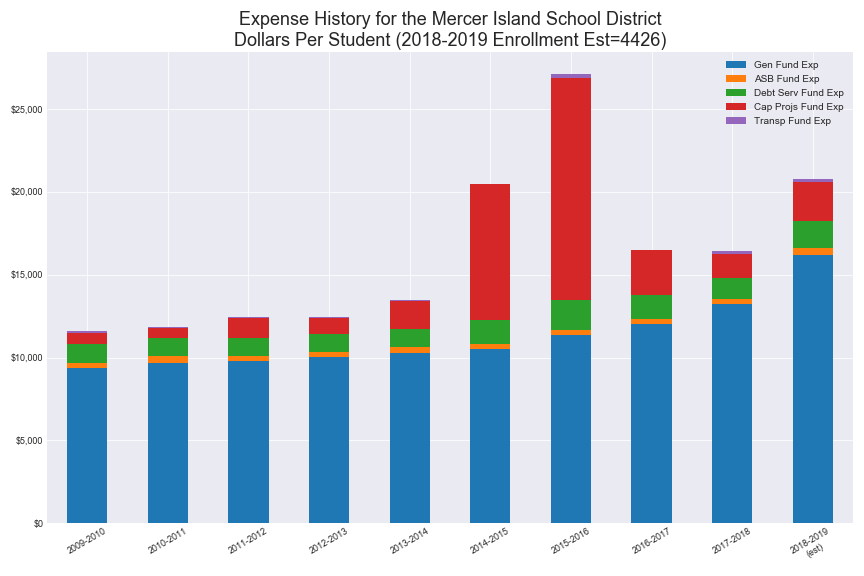 Expense History for the Mercer Island School District
Dollars Per Student (2018-2019 Enrollment Est=4426)
Gen Fund Exp
ASB Fund Exp
Debt Serv Fund Exp
Cap Projs Fund Exp
Transp Fund Exp
$25,000
$20,000
$15,000
$10,000
$5,000
$0
2009-2010
2010-2011
2011-2012
2012-2013
2013-2014
2014-2015
2015-2016
2016-2017
2017-2018
2018-2019
(est)